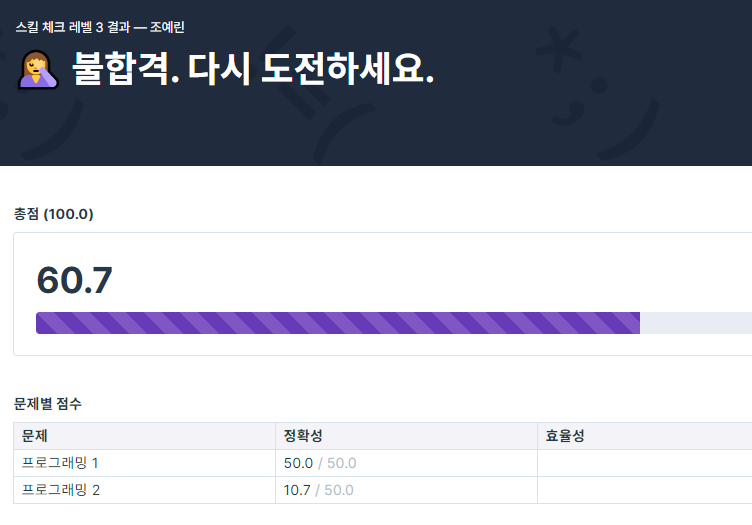 스킬 체크 레벨 3 결과 — 조예린
불합격. 다시 도전하세요.
총점 (100.0)
60.7
문제별 점수
문제 정확성 효율성
프로그래밍 1 50.0 / 50.0
프로그래밍 2 10.7 / 50.0